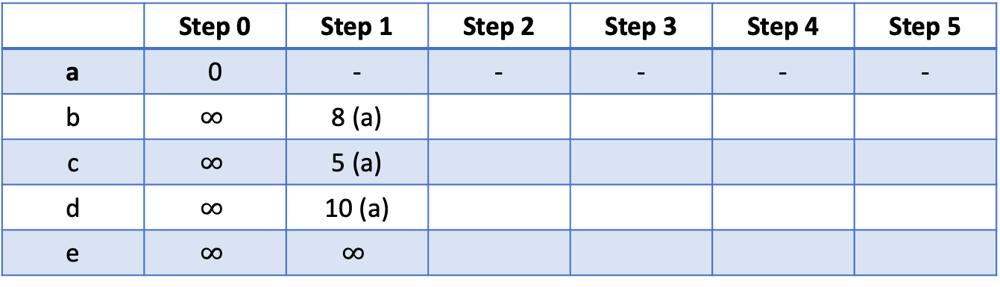 Step 0 Step 1 Step 2 Step 3 Step 4 Step 5
a 0 - - - - -
b ∞ 8 (a)
c ∞ 5 (a)
d ∞ 10 (a)
e ∞ ∞